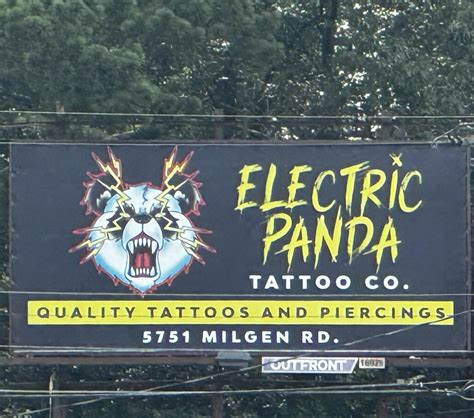 ELECTRIC
PANDA
TATTOO CO.
QUALITY TATTOOS AND PIERCINGS
5751 MILGEN RD.
OUTFRONT/